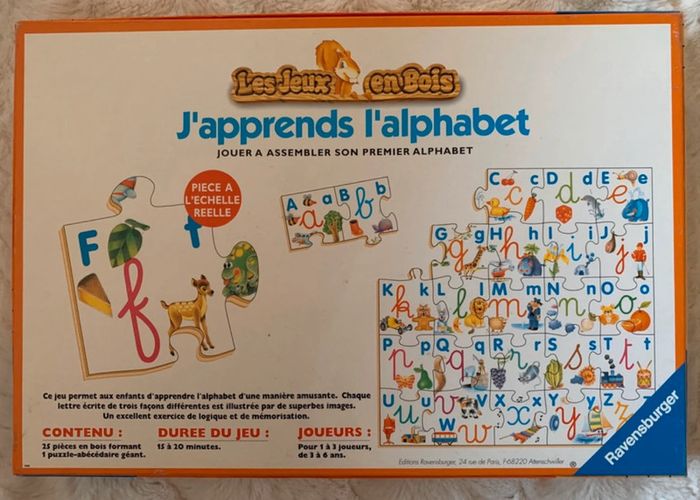 Les Jeux en Bois
J'apprends l'alphabet
JOUER A ASSEMBLER SON PREMIER ALPHABET
PIECE A
L'ECHELLE
REELLE
F f
f
A a B b
a b
C c D d E e
c d e
G g H h I i J j
g h i j
K k L l M m N n O o
k l m n o
P p Q q R r S s T t
p q r s t
U u V v X x Y y Z z
u v x y z
W w
Ce jeu permet aux enfants d'apprendre l'alphabet d'une manière amusante. Chaque
lettre écrite de trois façons différentes est illustrée par de superbes images.
Un excellent exercice de logique et de mémorisation.
CONTENU :
25 pièces en bois formant
1 puzzle-abécédaire géant.
DUREE DU JEU :
15 à 20 minutes.
JOUEURS :
Pour 1 à 3 joueurs,
de 3 à 6 ans.
Editions Ravensburger, 24 rue de Paris, F-68220 Attenschwiller
Ravensburger
®